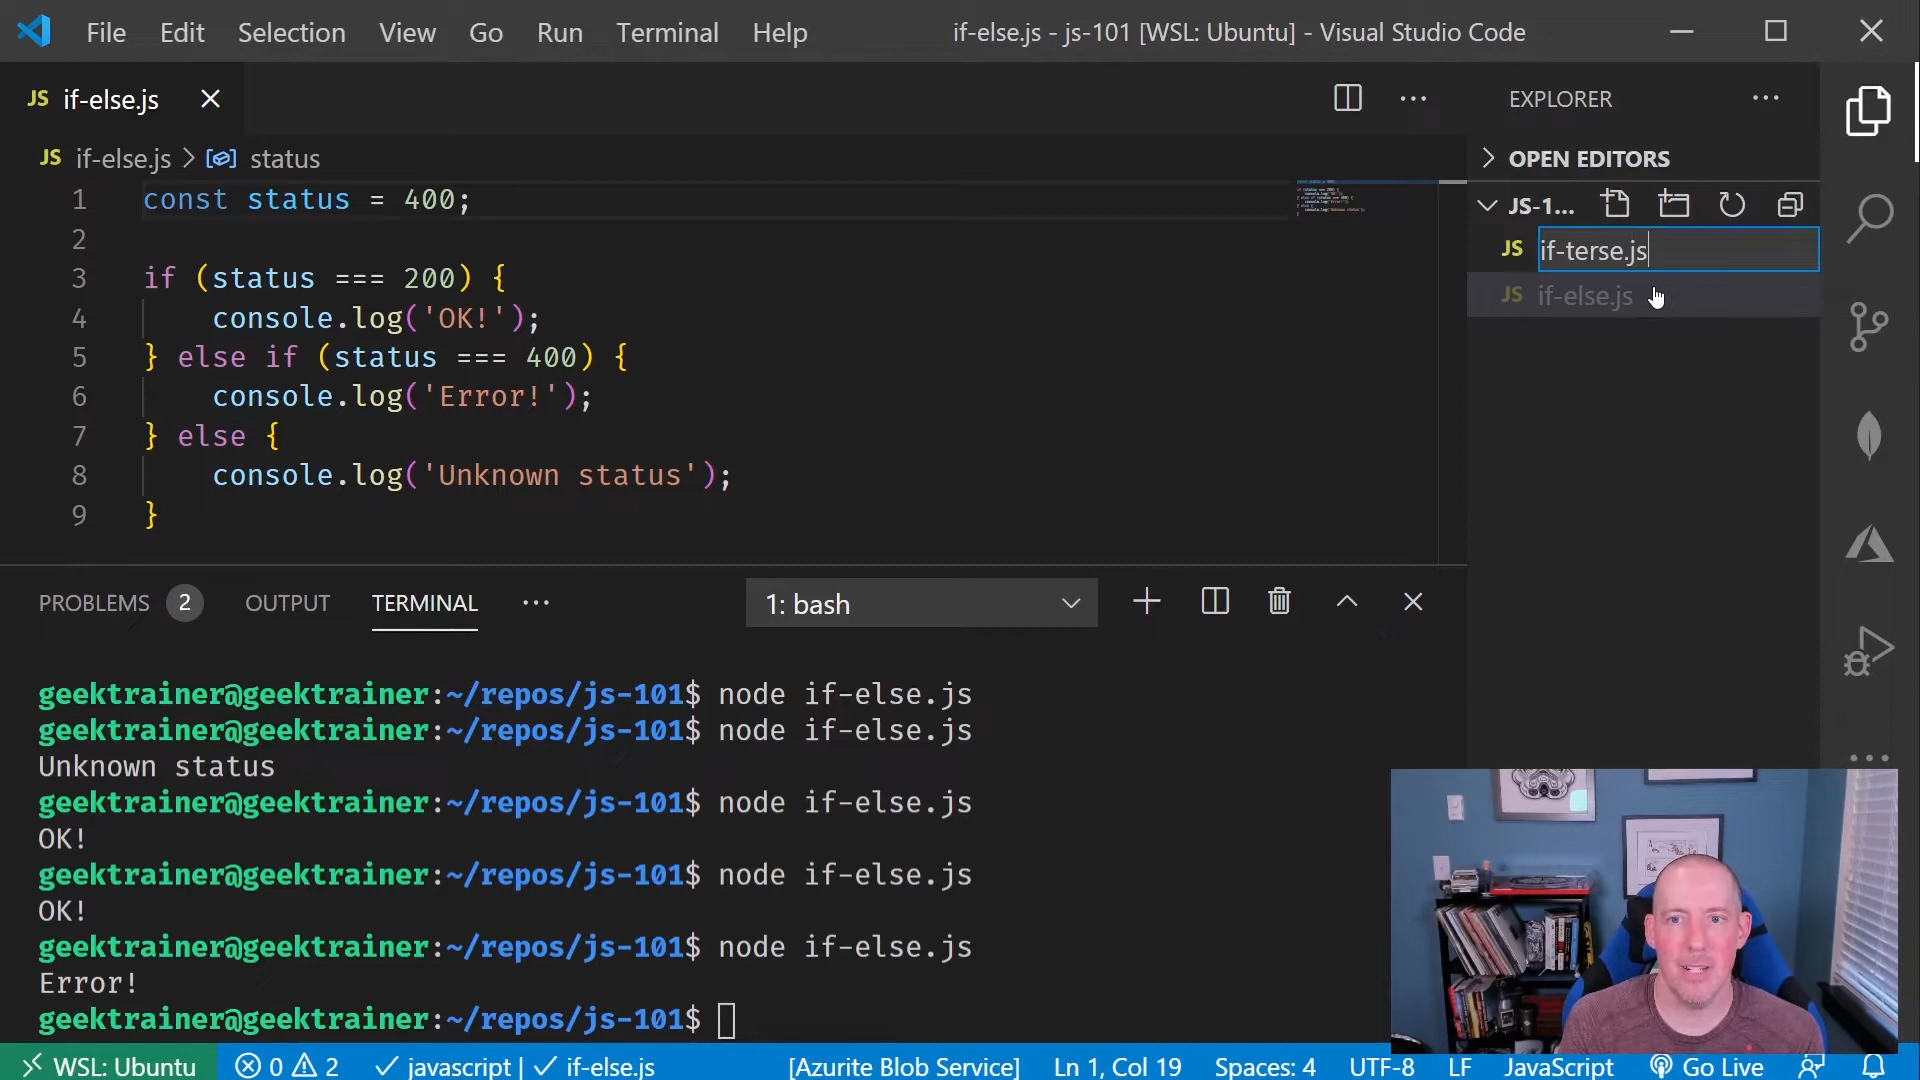 File Edit Selection View Go Run Terminal Help
if-else.js - js-101 [WSL: Ubuntu] - Visual Studio Code
JS if-else.js
EXPLORER
JS if-else.js > status
OPEN EDITORS
JS-1...
JS if-terse.js
JS if-else.js
1 const status = 400;
2
3 if (status === 200) {
4 console.log('OK!');
5 } else if (status === 400) {
6 console.log('Error!');
7 } else {
8 console.log('Unknown status');
9 }
PROBLEMS 2 OUTPUT TERMINAL 1: bash
geektrainer@geektrainer:~/repos/js-101$ node if-else.js
geektrainer@geektrainer:~/repos/js-101$ node if-else.js
Unknown status
geektrainer@geektrainer:~/repos/js-101$ node if-else.js
OK!
geektrainer@geektrainer:~/repos/js-101$ node if-else.js
OK!
geektrainer@geektrainer:~/repos/js-101$ node if-else.js
Error!
geektrainer@geektrainer:~/repos/js-101$
WSL: Ubuntu 0 2 javascript | if-else.js [Azurite Blob Service] Ln 1, Col 19 Spaces: 4 UTF-8 LF JavaScript Go Live